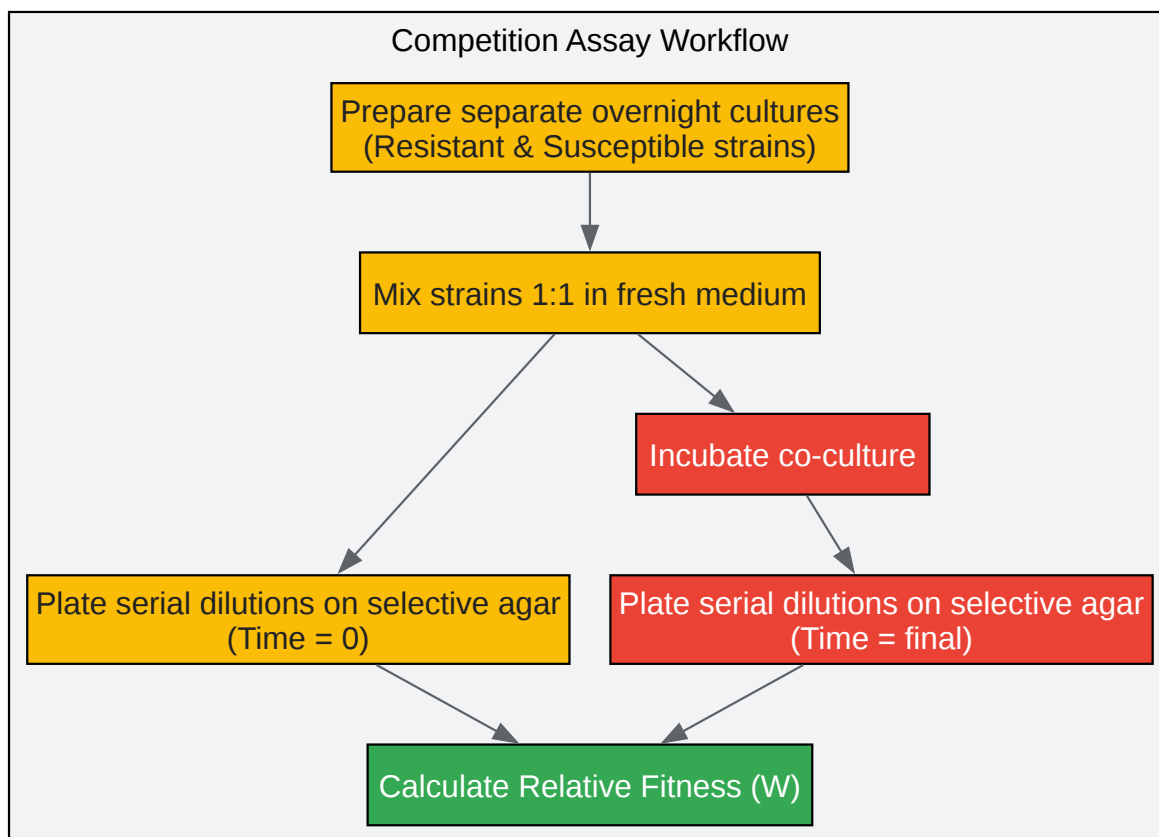 Competition Assay Workflow
Prepare separate overnight cultures
(Resistant & Susceptible strains)
Mix strains 1:1 in fresh medium
Incubate co-culture
Plate serial dilutions on selective agar
(Time = 0)
Plate serial dilutions on selective agar
(Time = final)
Calculate Relative Fitness (W)